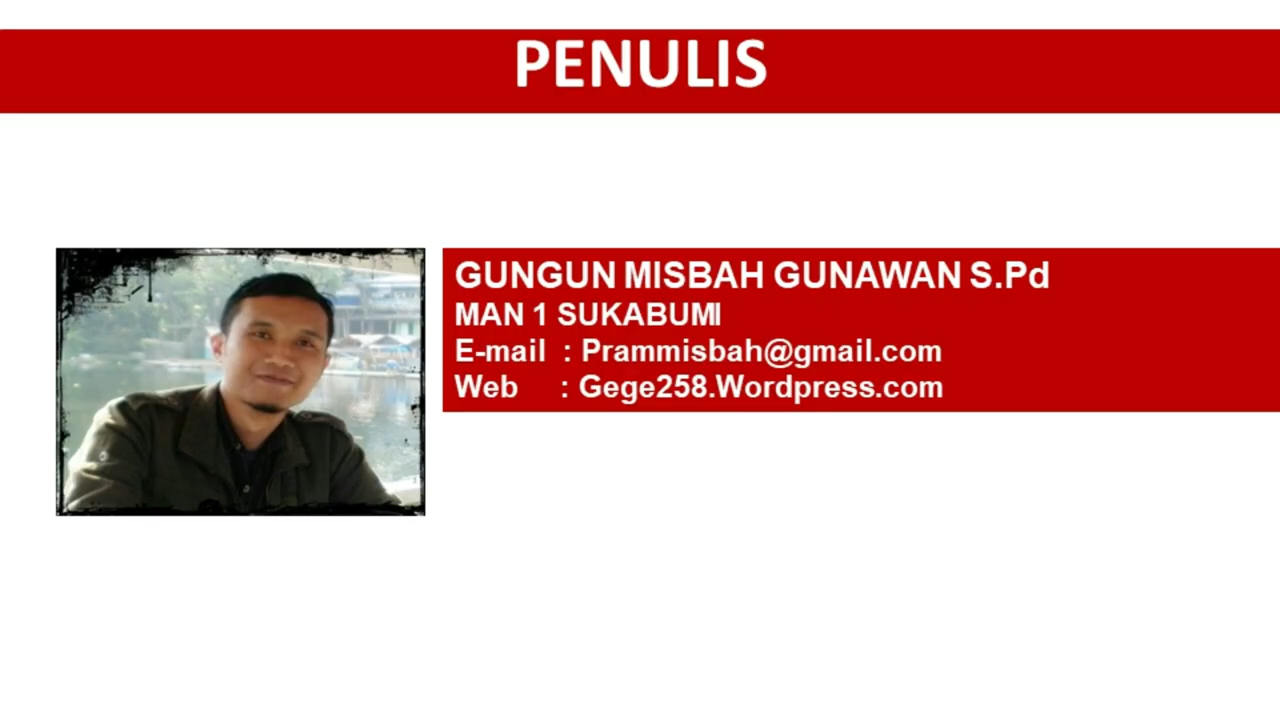 PENULIS
GUNGUN MISBAH GUNAWAN S.Pd
MAN 1 SUKABUMI
E-mail : Prammisbah@gmail.com
Web : Gege258.Wordpress.com